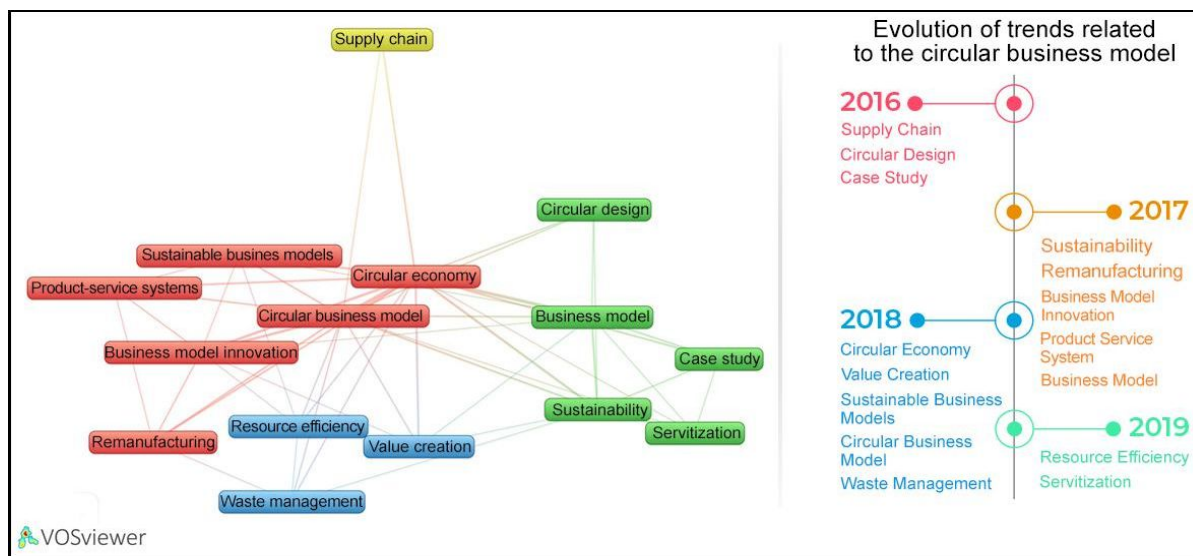 Supply chain
Circular design
Sustainable busines models
Circular economy
Product-service systems
Circular business model
Business model
Business model innovation
Case study
Sustainability
Resource efficiency
Servitization
Remanufacturing
Value creation
Waste management
VOSviewer
Evolution of trends related
to the circular business model
2016
Supply Chain
Circular Design
Case Study
2017
Sustainability
Remanufacturing
Business Model
Innovation
Product Service
System
Business Model
2018
Circular Economy
Value Creation
Sustainable Business
Models
Circular Business
Model
Waste Management
2019
Resource Efficiency
Servitization